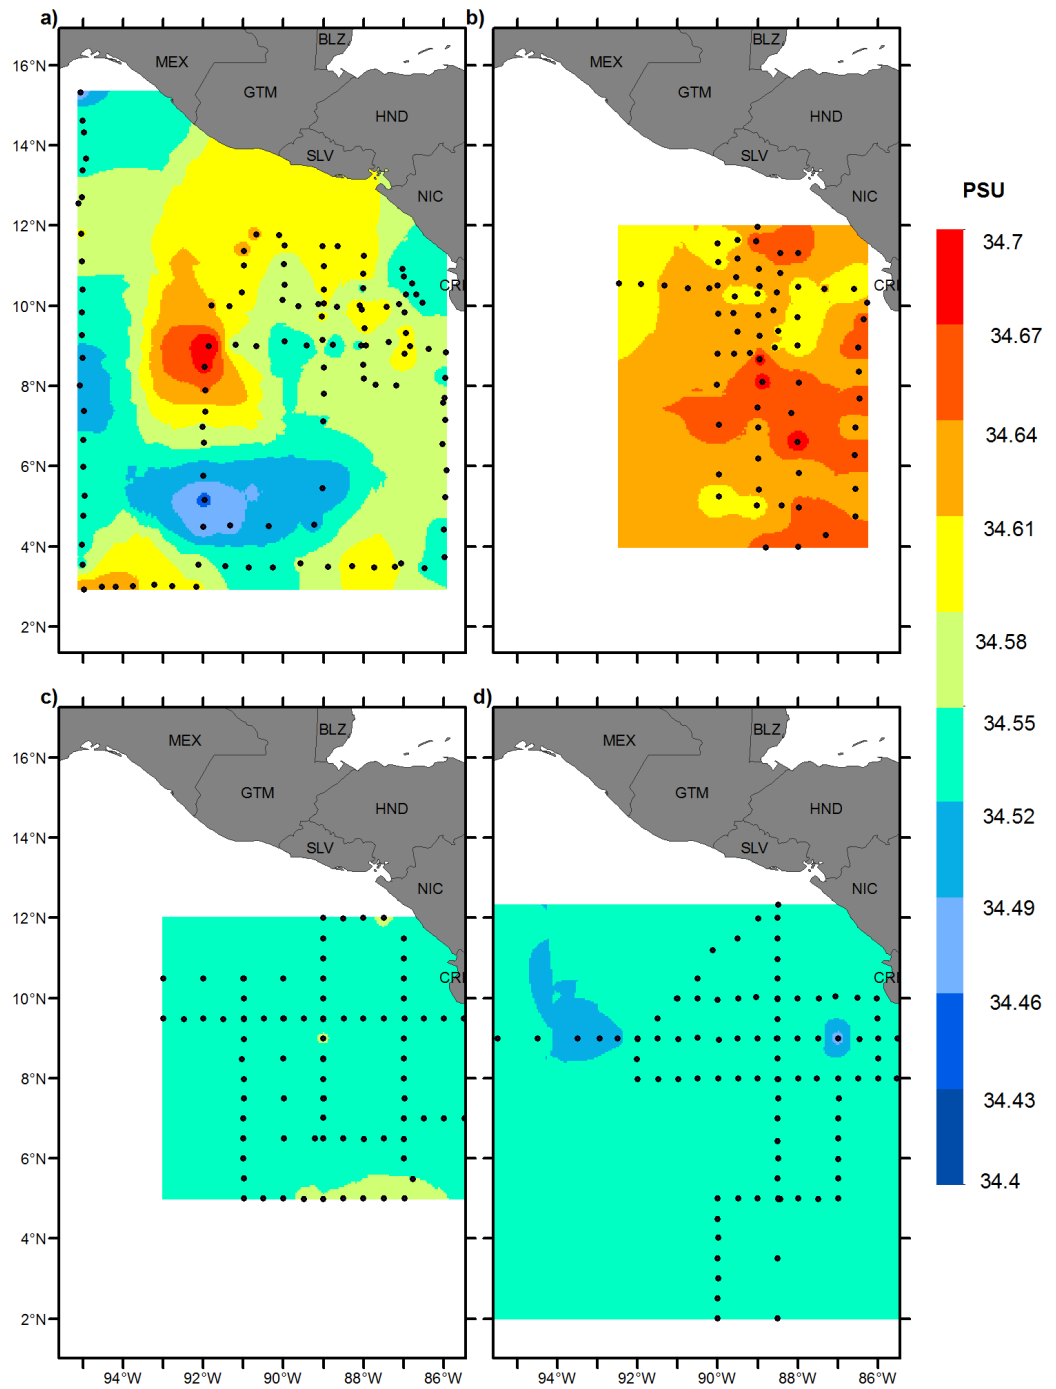 a)
b)
BLZ
BLZ
16°N
MEX
MEX
GTM
GTM
HND
HND
14°N
SLV
SLV
NIC
NIC
PSU
12°N
34.7
CRI
CRI
10°N
34.67
8°N
34.64
6°N
34.61
4°N
2°N
34.58
c)
d)
34.55
BLZ
BLZ
MEX
MEX
16°N
GTM
GTM
HND
HND
34.52
14°N
SLV
SLV
NIC
NIC
34.49
12°N
CRI
CRI
34.46
10°N
34.43
8°N
34.4
6°N
4°N
2°N
94°W 92°W 90°W 88°W 86°W
94°W 92°W 90°W 88°W 86°W